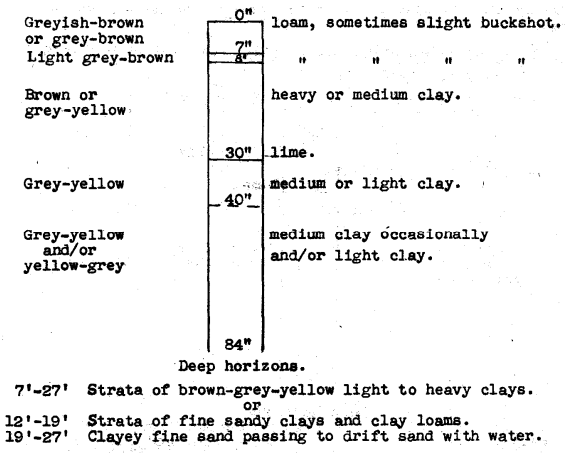 0"
Greyish-brown loam, sometimes slight buckshot.
or grey-brown
7"
Light grey-brown 8" " " " "
Brown or heavy or medium clay.
grey-yellow
30" lime.
Grey-yellow medium or light clay.
40"
Grey-yellow medium clay occasionally
and/or and/or light clay.
yellow-grey
84"
Deep horizons.
7'-27' Strata of brown-grey-yellow light to heavy clays.
or
12'-19' Strata of fine sandy clays and clay loams.
19'-27' Clayey fine sand passing to drift sand with water.